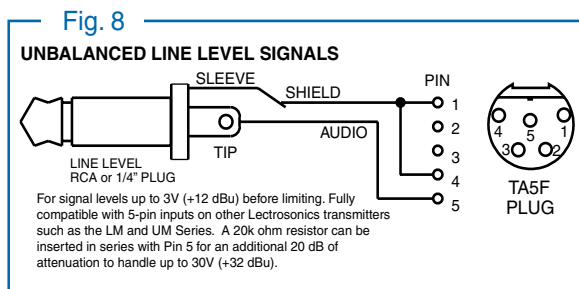 Fig. 8
UNBALANCED LINE LEVEL SIGNALS
SLEEVE
SHIELD
PIN
1
AUDIO
2
TIP
3
4
5
LINE LEVEL
RCA or 1/4” PLUG
4
5
1
3
2
TA5F
PLUG
For signal levels up to 3V (+12 dBu) before limiting. Fully
compatible with 5-pin inputs on other Lectrosonics transmitters
such as the LM and UM Series. A 20k ohm resistor can be
inserted in series with Pin 5 for an additional 20 dB of
attenuation to handle up to 30V (+32 dBu).